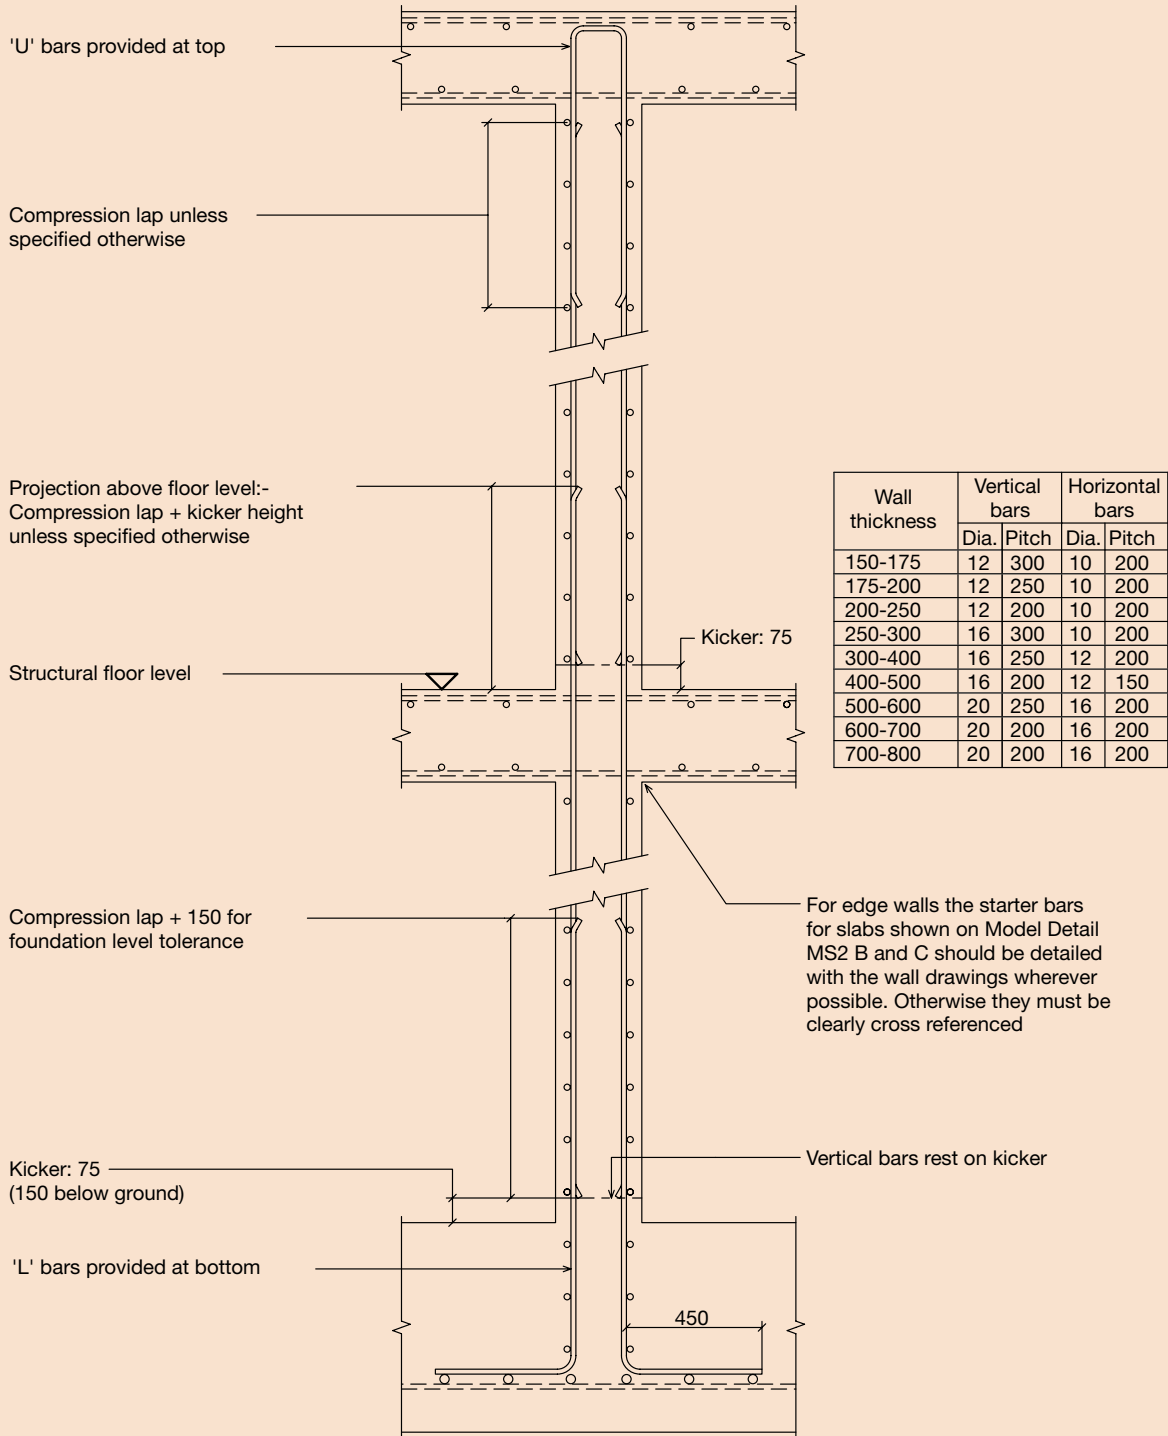 'U' bars provided at top
Compression lap unless
specified otherwise
Projection above floor level:-
Compression lap + kicker height
unless specified otherwise
Wall
thickness
Vertical
bars
Horizontal
bars
Dia. Pitch Dia. Pitch
150-175 12 300 10 200
175-200 12 250 10 200
200-250 12 200 10 200
250-300 16 300 10 200
300-400 16 250 12 200
400-500 16 200 12 150
500-600 20 250 16 200
600-700 20 200 16 200
700-800 20 200 16 200
Kicker: 75
Structural floor level
Compression lap + 150 for
foundation level tolerance
For edge walls the starter bars
for slabs shown on Model Detail
MS2 B and C should be detailed
with the wall drawings wherever
possible. Otherwise they must be
clearly cross referenced
Kicker: 75
(150 below ground)
Vertical bars rest on kicker
'L' bars provided at bottom
450